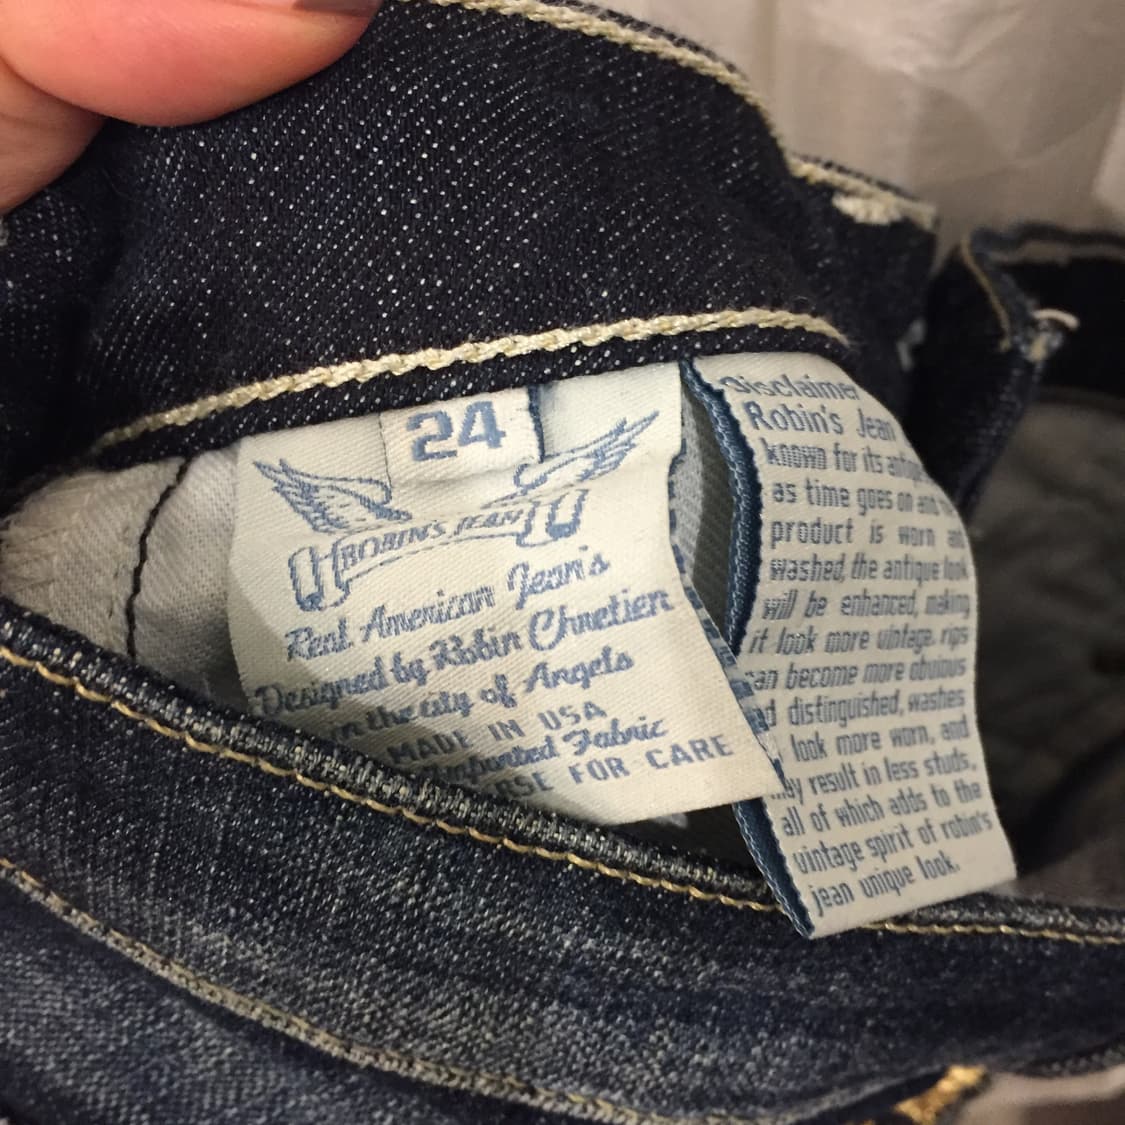 24
ROBIN'S JEAN
Real American Jean's
Designed by Robin Chretien
in the city of Angels
MADE IN USA
Imported Fabric
FOR CARE
Disclaimer
Robin's Jean
known for its
as time goes on and
product is worn
washed, the antique look
will be enhanced, making
it look more vintage. rips
can become more obvious
distinguished, washes
look more worn, and
may result in less studs,
all of which adds to the
vintage spirit of robin's
jean unique look.